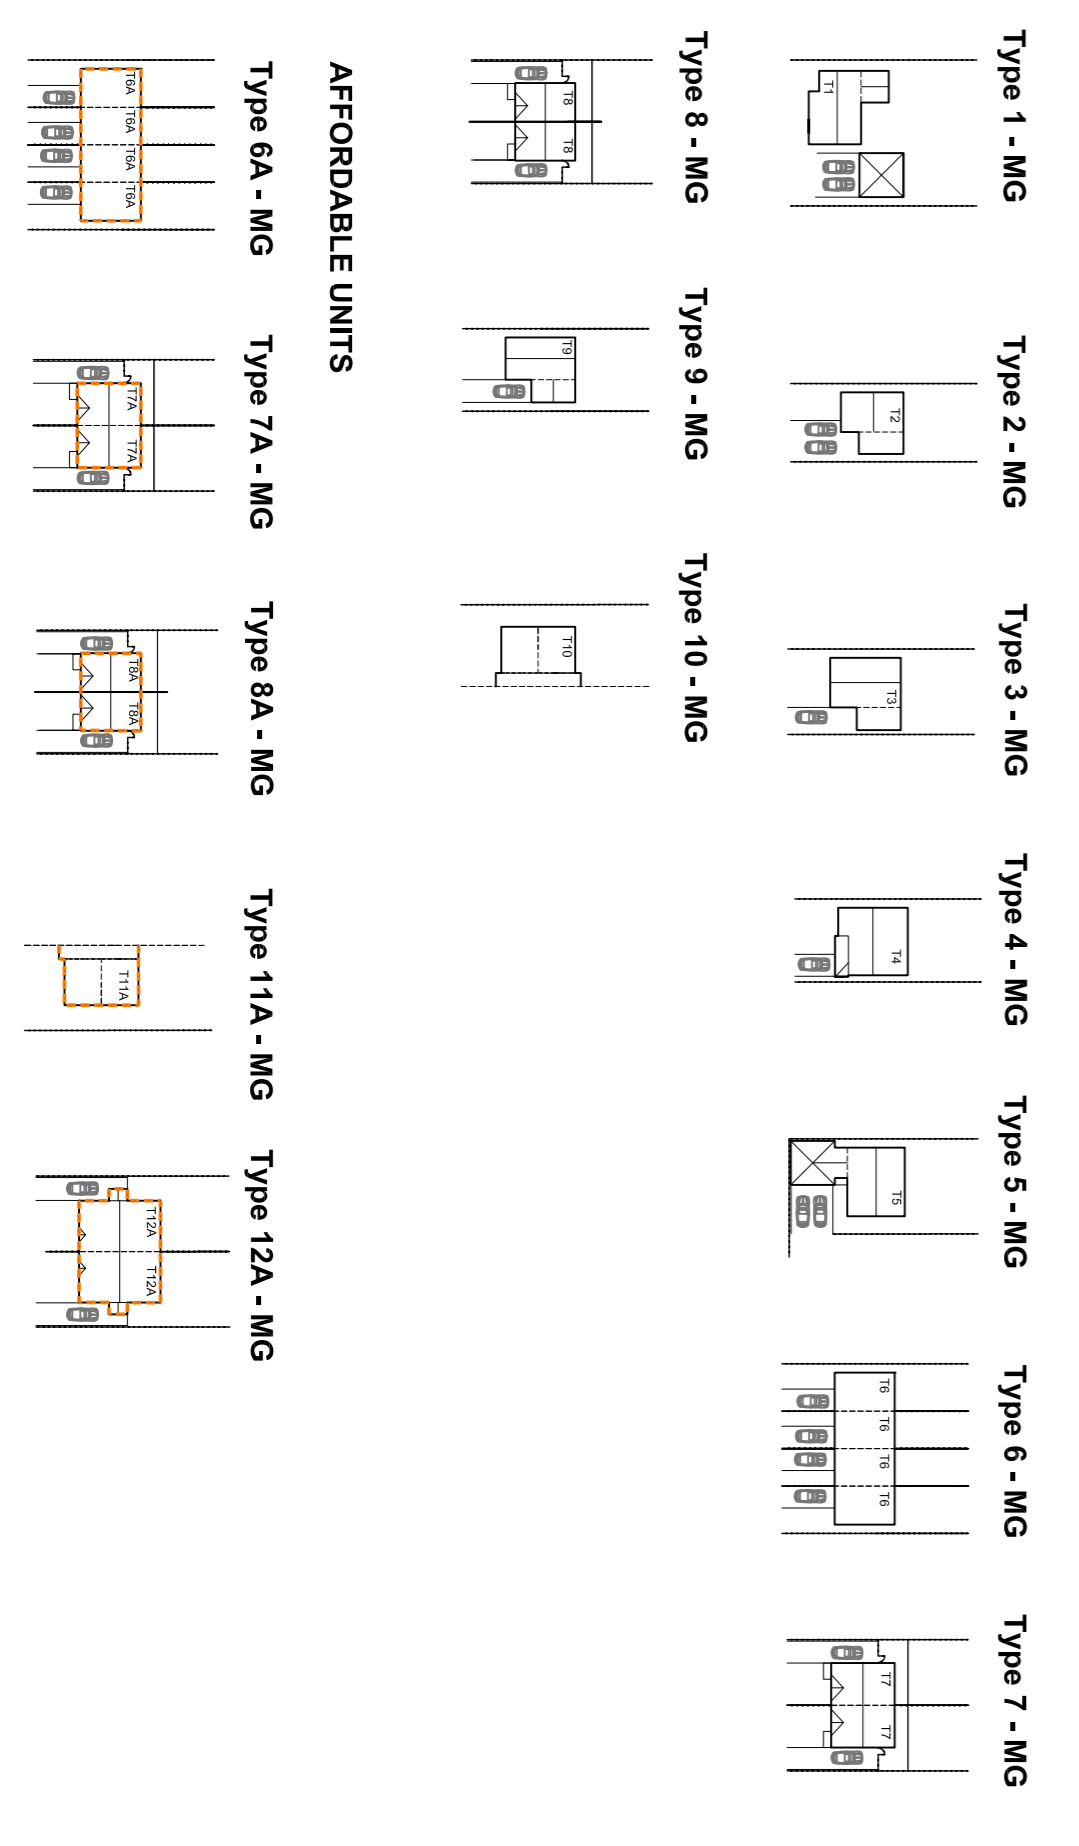 Type 1 - MG
Type 2 - MG
Type 3 - MG
Type 4 - MG
Type 5 - MG
Type 6 - MG
Type 7 - MG
T1
T2
T3
T4
T5
T6
T6
T6
T6
T7
T7
Type 8 - MG
Type 9 - MG
Type 10 - MG
T8
T8
T9
T10
AFFORDABLE UNITS
Type 6A - MG
Type 7A - MG
Type 8A - MG
Type 11A - MG
Type 12A - MG
T6A
T6A
T6A
T6A
T7A
T7A
T8A
T8A
T11A
T12A
T12A